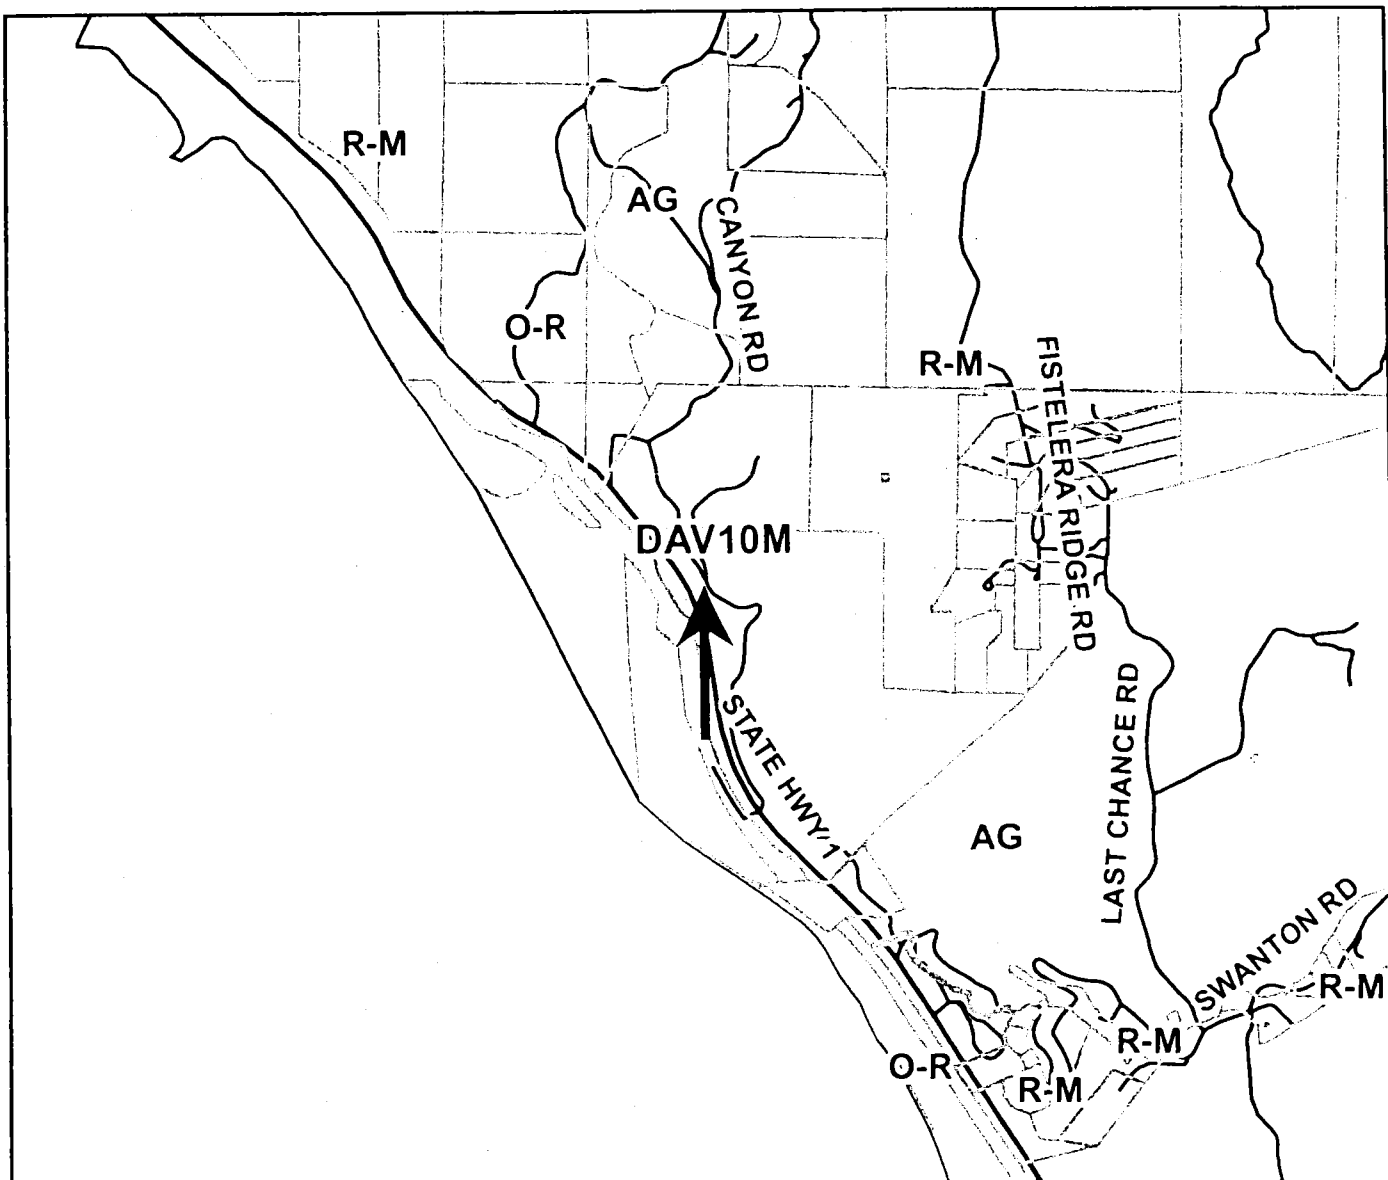 R-M
AG
CANYON RD
O-R
R-M
FISTELERA RIDGE RD
DAV10M
STATE HWY 1
LAST CHANCE RD
AG
SWANTON RD
R-M
R-M
O-R
R-M